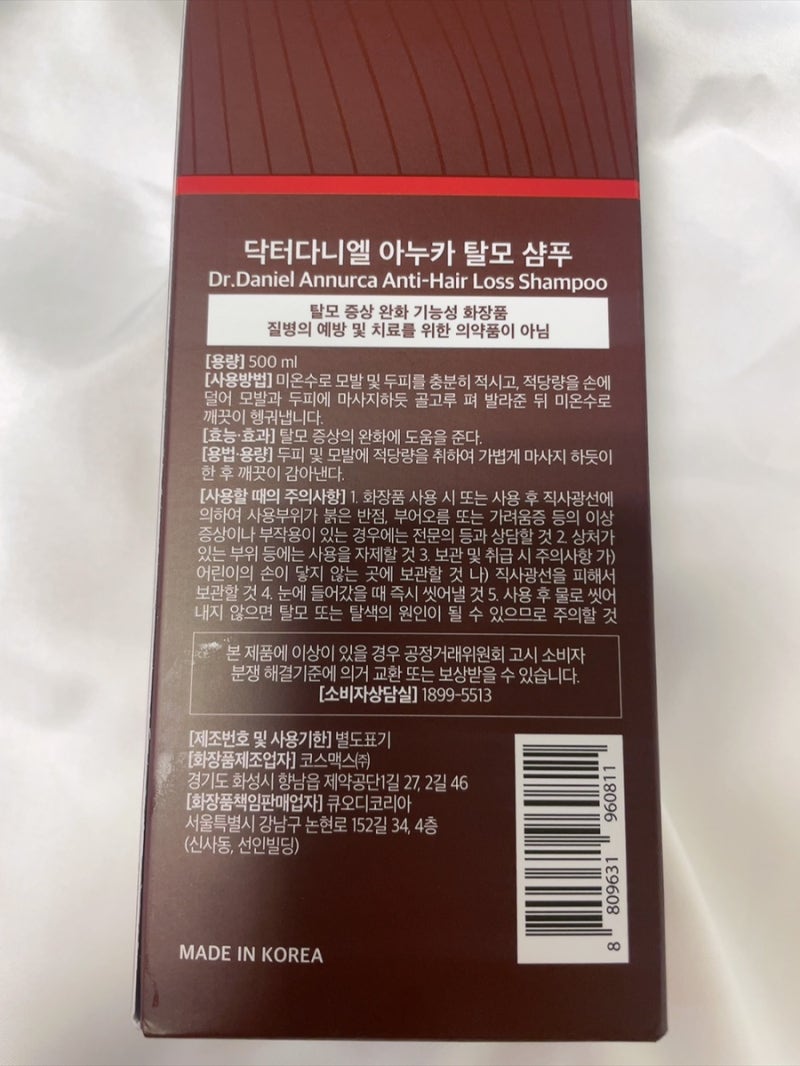 닥터다니엘 아누카 탈모 샴푸
Dr.Daniel Annurca Anti-Hair Loss Shampoo
탈모 증상 완화 기능성 화장품
질병의 예방 및 치료를 위한 의약품이 아님
[용량] 500 ml
[사용방법] 미온수로 모발 및 두피를 충분히 적시고, 적당량을 손에
덜어 모발과 두피에 마사지하듯 골고루 펴 발라준 뒤 미온수로
깨끗이 헹궈냅니다.
[효능·효과] 탈모 증상의 완화에 도움을 준다.
[용법·용량] 두피 및 모발에 적당량을 취하여 가볍게 마사지 하듯이
한 후 깨끗이 감아낸다.
[사용할 때의 주의사항] 1. 화장품 사용 시 또는 사용 후 직사광선에
의하여 사용부위가 붉은 반점, 부어오름 또는 가려움증 등의 이상
증상이나 부작용이 있는 경우에는 전문의 등과 상담할 것 2. 상처가
있는 부위 등에는 사용을 자제할 것 3. 보관 및 취급 시 주의사항 가)
어린이의 손이 닿지 않는 곳에 보관할 것 나) 직사광선을 피해서
보관할 것 4. 눈에 들어갔을 때 즉시 씻어낼 것 5. 사용 후 물로 씻어
내지 않으면 탈모 또는 탈색의 원인이 될 수 있으므로 주의할 것
본 제품에 이상이 있을 경우 공정거래위원회 고시 소비자
분쟁 해결기준에 의거 교환 또는 보상받을 수 있습니다.
[소비자상담실] 1899-5513
[제조번호 및 사용기한] 별도표기
[화장품제조업자] 코스맥스㈜
경기도 화성시 향남읍 제약공단1길 27, 2길 46
[화장품책임판매업자] 큐오디코리아
서울특별시 강남구 논현로 152길 34, 4층
(신사동, 선인빌딩)
MADE IN KOREA
8 809631 960811